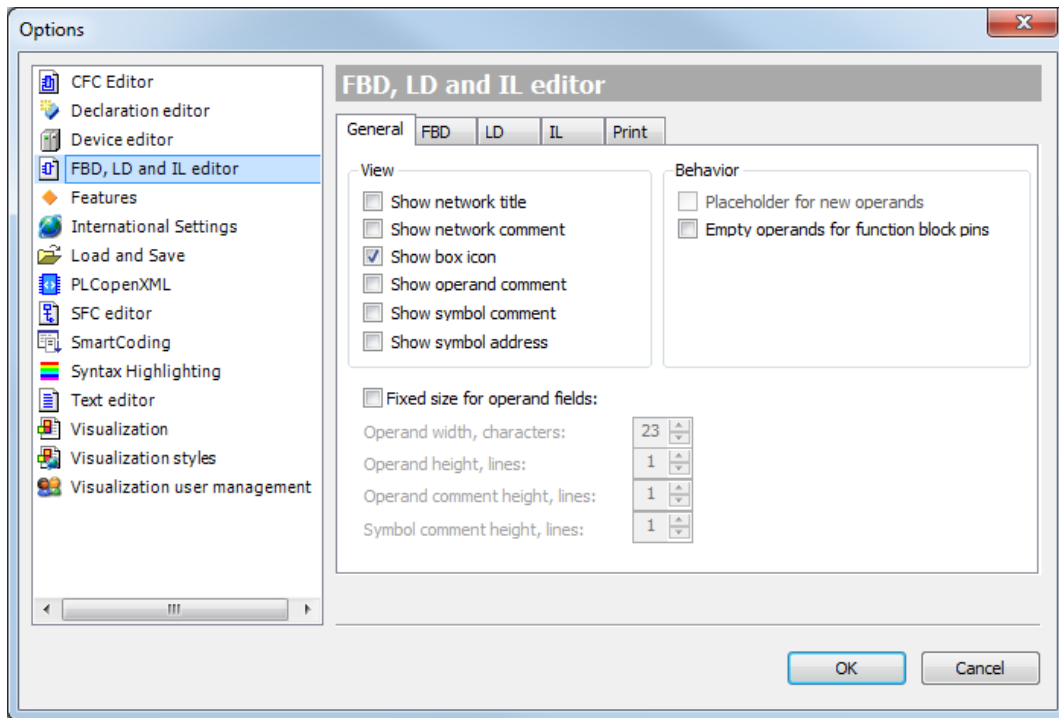 Options
CFC Editor
Declaration editor
Device editor
FBD, LD and IL editor
Features
International Settings
Load and Save
PLCopenXML
SFC editor
SmartCoding
Syntax Highlighting
Text editor
Visualization
Visualization styles
Visualization user management
FBD, LD and IL editor
General FBD LD IL Print
View
Show network title
Show network comment
Show box icon
Show operand comment
Show symbol comment
Show symbol address
Behavior
Placeholder for new operands
Empty operands for function block pins
Fixed size for operand fields:
Operand width, characters: 23
Operand height, lines: 1
Operand comment height, lines: 1
Symbol comment height, lines: 1
OK Cancel